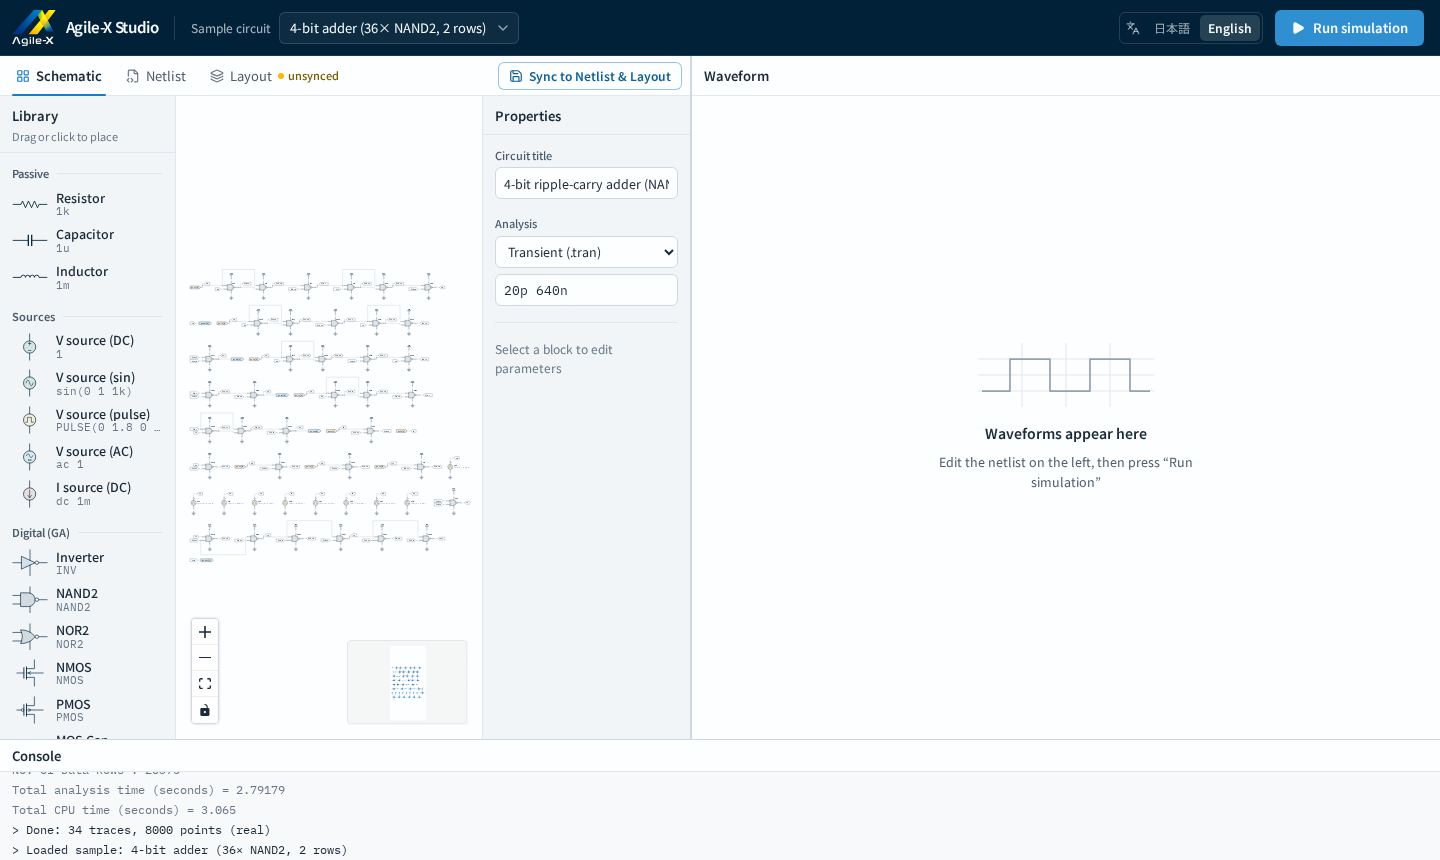 Agile-X
Agile-X Studio
Sample circuit
4-bit adder (36× NAND2, 2 rows)
日本語
English
Run simulation
Schematic
Netlist
Layout
unsynced
Sync to Netlist & Layout
Waveform
Library
Drag or click to place
Passive
Resistor
1k
Capacitor
1u
Inductor
1m
Sources
V source (DC)
1
V source (sin)
sin(0 1 1k)
V source (pulse)
PULSE(0 1.8 0 …
V source (AC)
ac 1
I source (DC)
dc 1m
Digital (GA)
Inverter
INV
NAND2
NAND2
NOR2
NOR2
NMOS
NMOS
PMOS
PMOS
Properties
Circuit title
4-bit ripple-carry adder (NAN
Analysis
Transient (.tran)
20p 640n
Select a block to edit
parameters
Waveforms appear here
Edit the netlist on the left, then press “Run
simulation”
Console
Total analysis time (seconds) = 2.79179
Total CPU time (seconds) = 3.065
> Done: 34 traces, 8000 points (real)
> Loaded sample: 4-bit adder (36× NAND2, 2 rows)